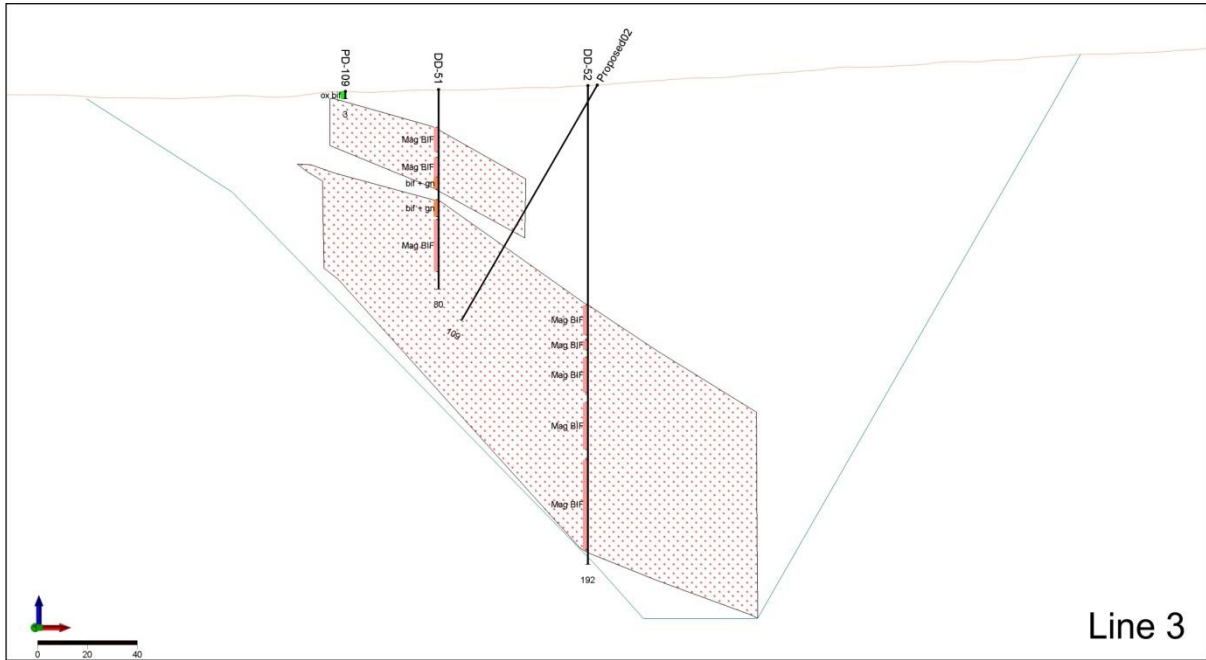 PD-109
DD-51
DD-52
Proposed02
ox.bif
3
Mag BIF
Mag BIF
bif + gn
bif + gn
Mag BIF
80
109
Mag BIF
Mag BIF
Mag BIF
Mag BIF
Mag BIF
192
0 20 40
Line 3